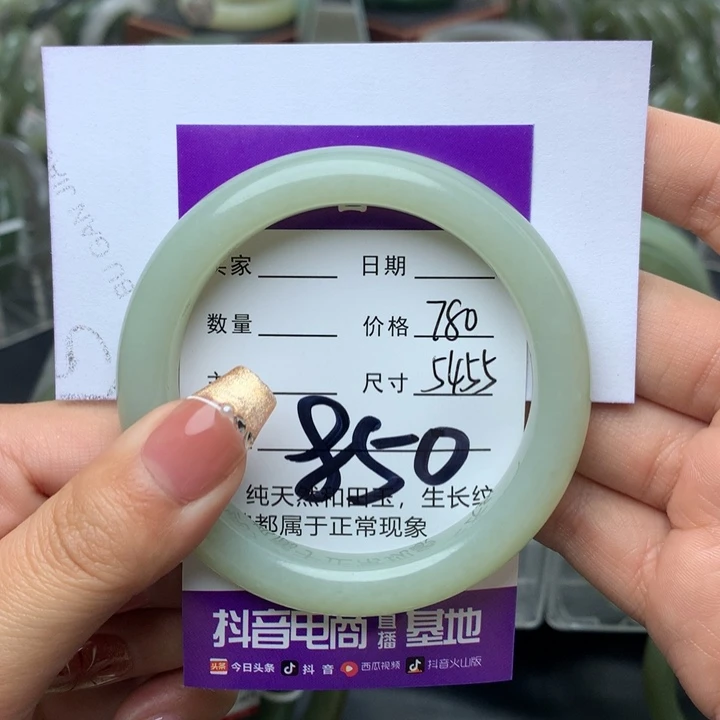 家 日期
数量 价格 780
尺寸 5455
850
纯天然和田玉，生长纹
都属于正常现象
抖音电商直播基地
头条 今日头条 抖音 西瓜视频 抖音火山版